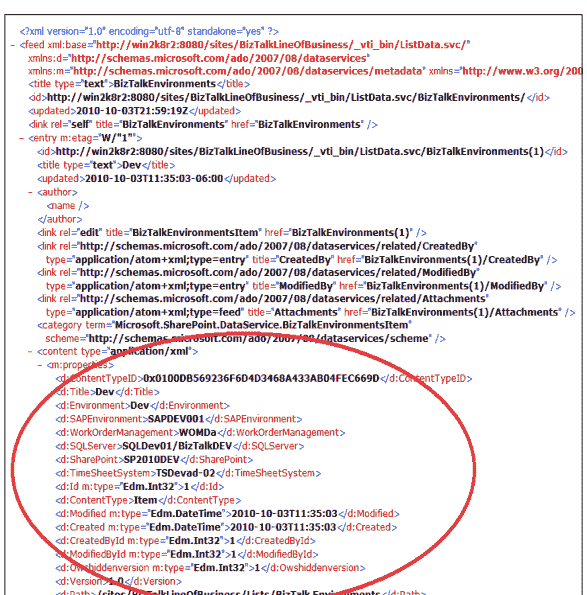 <?xml version="1.0" encoding="utf-8" standalone="yes" ?>
- <feed xml:base="http://win2k8r2:8080/sites/BizTalkLineOfBusiness/_vti_bin/ListData.svc/"
xmlns:d="http://schemas.microsoft.com/ado/2007/08/dataservices"
xmlns:m="http://schemas.microsoft.com/ado/2007/08/dataservices/metadata" xmlns="http://www.w3.org/200
<title type="text">BizTalkEnvironments</title>
<id>http://win2k8r2:8080/sites/BizTalkLineOfBusiness/_vti_bin/ListData.svc/BizTalkEnvironments/</id>
<updated>2010-10-03T21:59:19Z</updated>
<link rel="self" title="BizTalkEnvironments" href="BizTalkEnvironments" />
- <entry m:etag="W/"1"">
<id>http://win2k8r2:8080/sites/BizTalkLineOfBusiness/_vti_bin/ListData.svc/BizTalkEnvironments(1)</id>
<title type="text">Dev</title>
<updated>2010-10-03T11:35:03-06:00</updated>
- <author>
<name />
</author>
<link rel="edit" title="BizTalkEnvironmentsItem" href="BizTalkEnvironments(1)" />
<link rel="http://schemas.microsoft.com/ado/2007/08/dataservices/related/CreatedBy"
type="application/atom+xml;type=entry" title="CreatedBy" href="BizTalkEnvironments(1)/CreatedBy" />
<link rel="http://schemas.microsoft.com/ado/2007/08/dataservices/related/ModifiedBy"
type="application/atom+xml;type=entry" title="ModifiedBy" href="BizTalkEnvironments(1)/ModifiedBy" />
<link rel="http://schemas.microsoft.com/ado/2007/08/dataservices/related/Attachments"
type="application/atom+xml;type=feed" title="Attachments" href="BizTalkEnvironments(1)/Attachments" />
<category term="Microsoft.SharePoint.DataService.BizTalkEnvironmentsItem"
scheme="http://schemas.microsoft.com/ado/2007/08/dataservices/scheme" />
- <content type="application/xml">
- <m:properties>
<d:ContentTypeID>0x0100DB569236F6D4D3468A433AB04FEC669D</d:ContentTypeID>
<d:Title>Dev</d:Title>
<d:Environment>Dev</d:Environment>
<d:SAPEnvironment>SAPDEV001</d:SAPEnvironment>
<d:WorkOrderManagement>WOMDa</d:WorkOrderManagement>
<d:SQLServer>SQLDev01/BizTalkDEV</d:SQLServer>
<d:SharePoint>SP2010DEV</d:SharePoint>
<d:TimeSheetSystem>TSDevad-02</d:TimeSheetSystem>
<d:Id m:type="Edm.Int32">1</d:Id>
<d:ContentType>Item</d:ContentType>
<d:Modified m:type="Edm.DateTime">2010-10-03T11:35:03</d:Modified>
<d:Created m:type="Edm.DateTime">2010-10-03T11:35:03</d:Created>
<d:CreatedById m:type="Edm.Int32">1</d:CreatedById>
<d:ModifiedById m:type="Edm.Int32">1</d:ModifiedById>
<d:Owshiddenversion m:type="Edm.Int32">1</d:Owshiddenversion>
<d:Version>1.0</d:Version>
<d:Path>/sites/BizTalkLineOfBusiness/Lists/BizTalk Environments</d:Path>